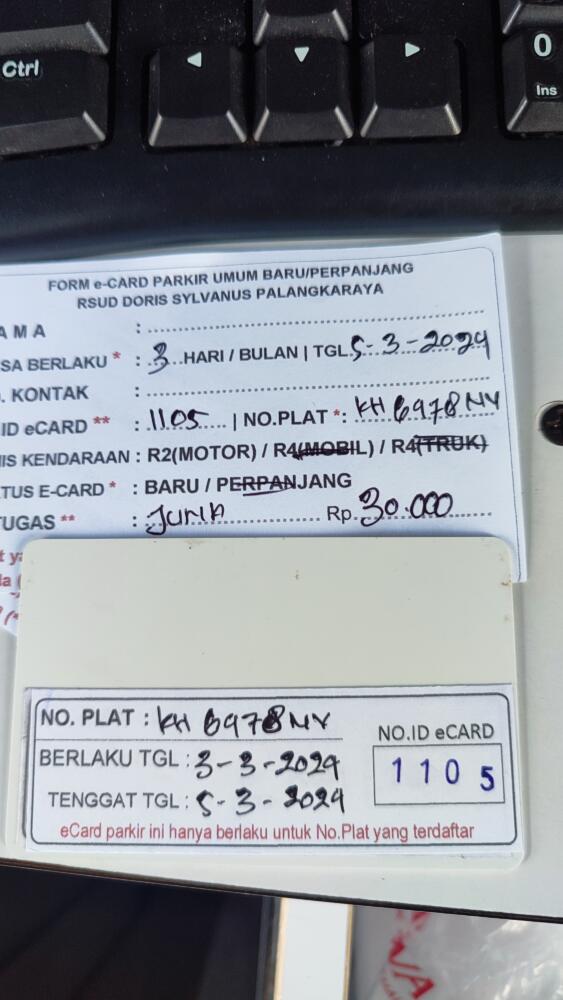 Ctrl
0
Ins
FORM e-CARD PARKIR UMUM BARU/PERPANJANG
RSUD DORIS SYLVANUS PALANGKARAYA
A M A : 
SA BERLAKU * : 3 HARI / BULAN | TGL 5-3-2024
. KONTAK :
ID eCARD ** : 1105 | NO.PLAT *: KH 6978 NY
IS KENDARAAN : R2(MOTOR) / R4(MOBIL) / R4(TRUK)
TUS E-CARD * : BARU / PERPANJANG
TUGAS ** : Rp. 30.000
NO. PLAT : KH 6978 NY
NO.ID eCARD
BERLAKU TGL : 3-3-2024
1105
TENGGAT TGL : 5-3-2024
eCard parkir ini hanya berlaku untuk No.Plat yang terdaftar